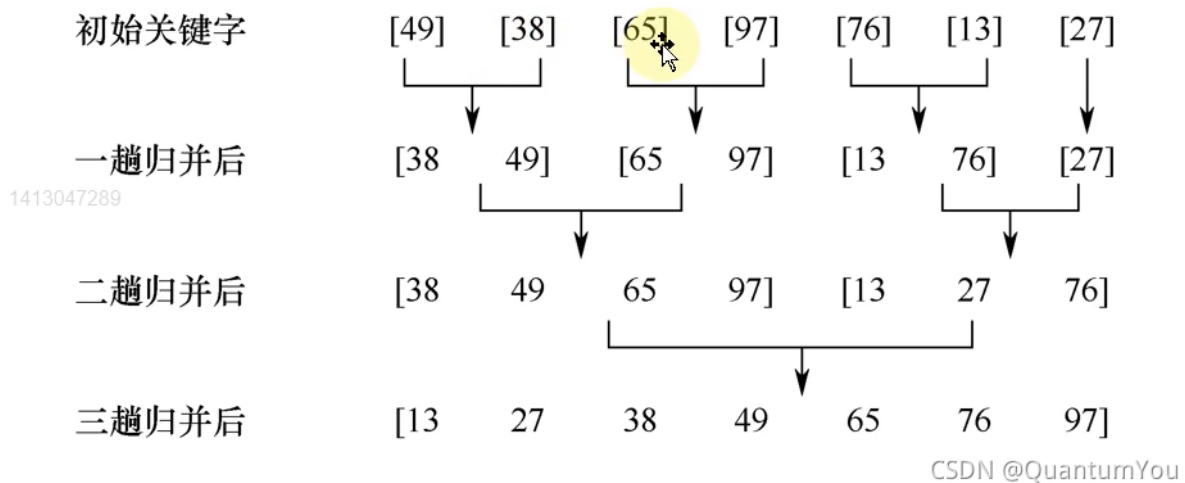 初始关键字 [49] [38] [65] [97] [76] [13] [27]
一趟归并后 [38 49] [65 97] [13 76] [27]
1413047289
二趟归并后 [38 49 65 97] [13 27 76]
三趟归并后 [13 27 38 49 65 76 97]
CSDN @QuantumYou